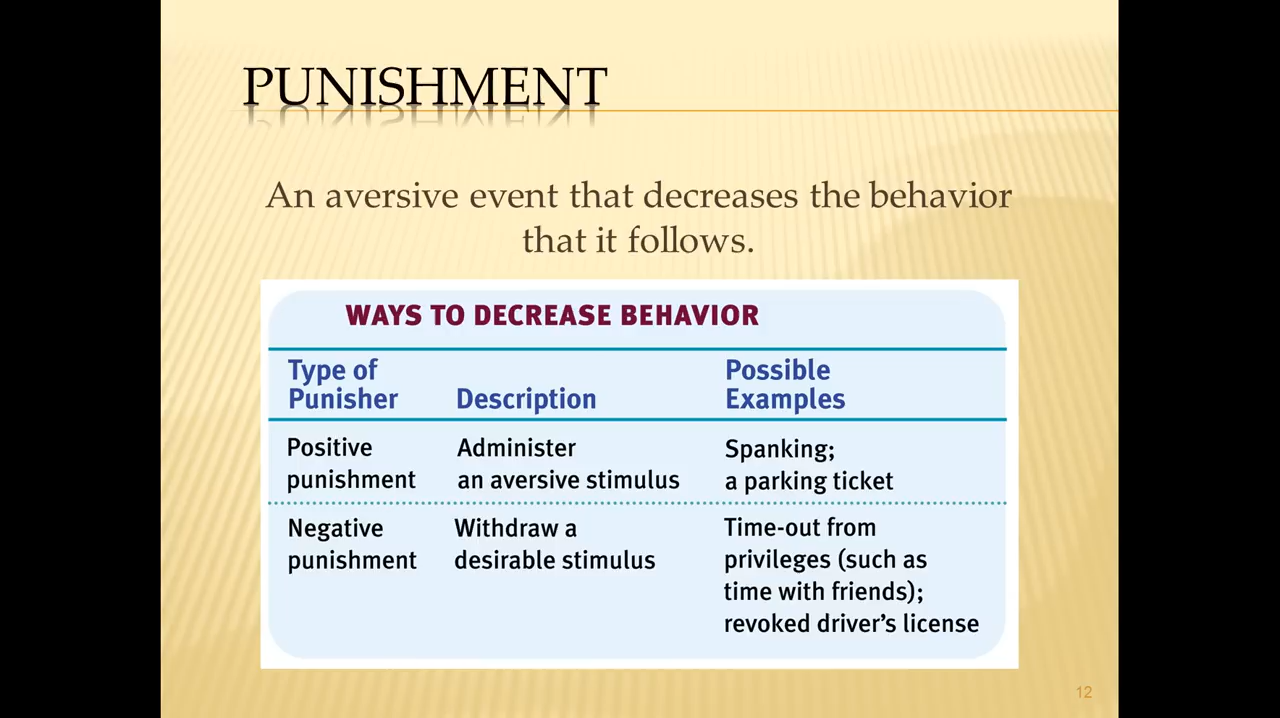 PUNISHMENT
An aversive event that decreases the behavior
that it follows.
WAYS TO DECREASE BEHAVIOR
Type of
Punisher
Description
Possible
Examples
Positive
punishment
Administer
an aversive stimulus
Spanking;
a parking ticket
Negative
punishment
Withdraw a
desirable stimulus
Time-out from
privileges (such as
time with friends);
revoked driver’s license
12